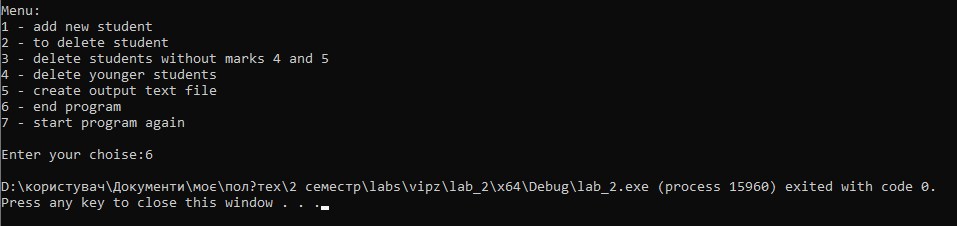 Menu:
1 - add new student
2 - to delete student
3 - delete students without marks 4 and 5
4 - delete younger students
5 - create output text file
6 - end program
7 - start program again
Enter your choise:6
D:\користувач\Документи\моє\пол?тех\2 семестр\labs\vipz\lab_2\x64\Debug\lab_2.exe (process 15960) exited with code 0.
Press any key to close this window . . .